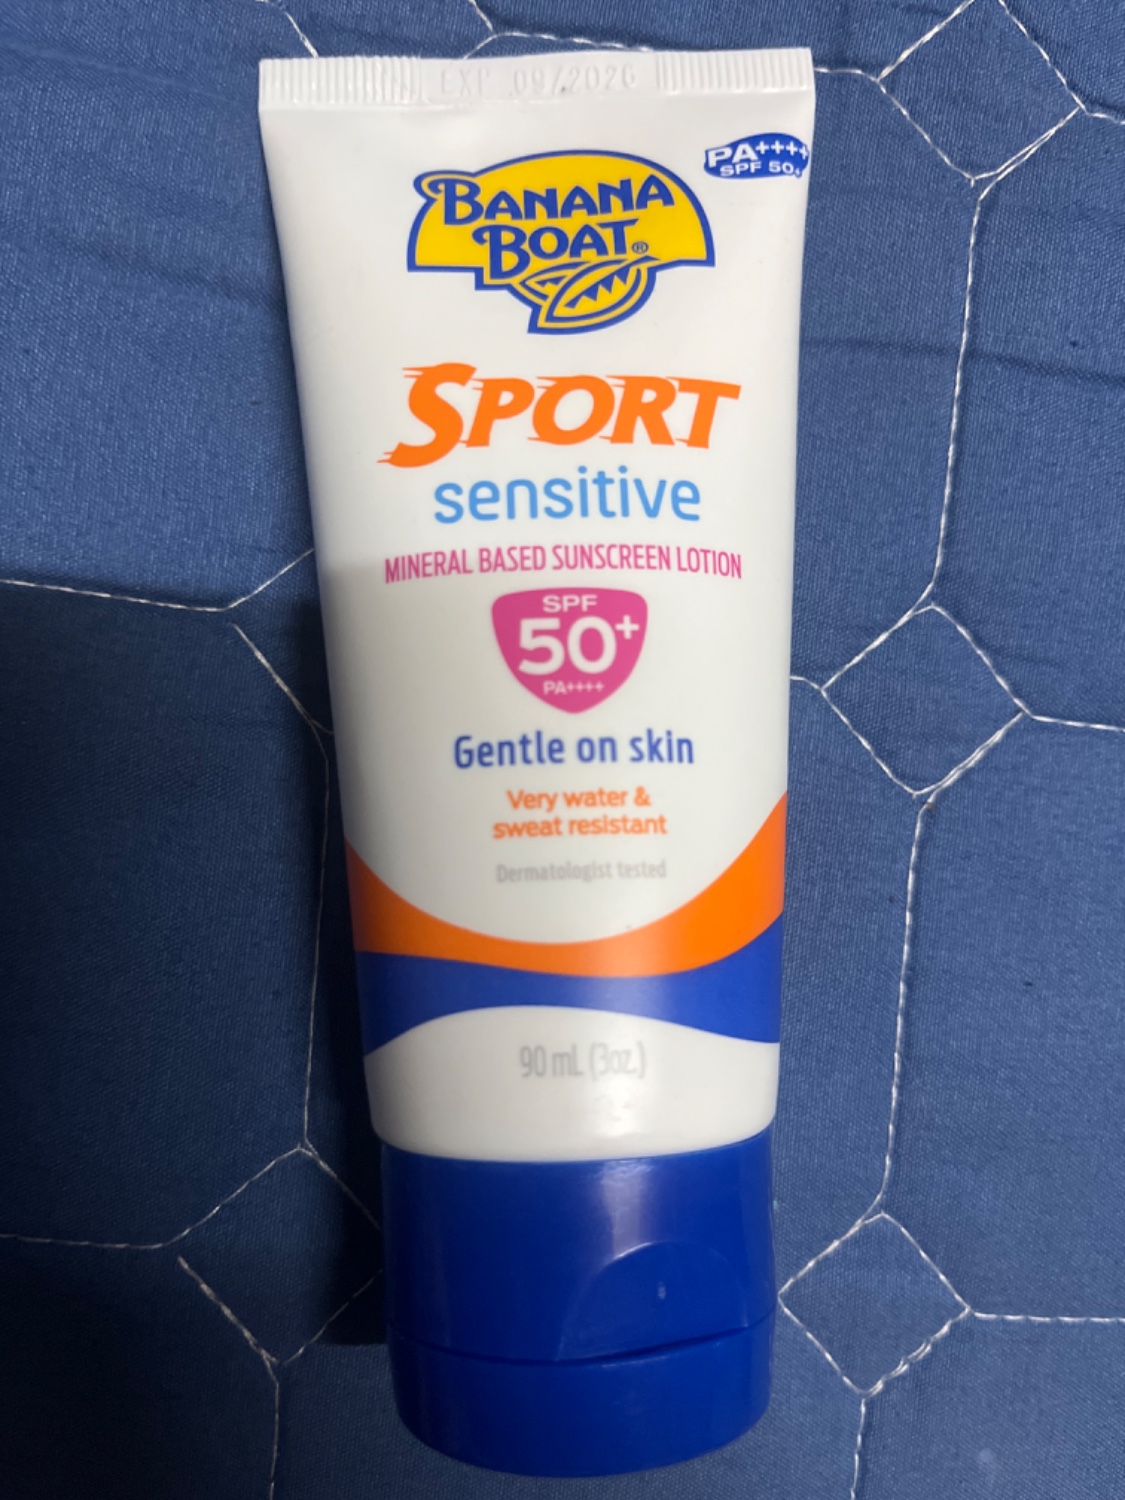 EXP 09/2026
PA++++
SPF 50+
BANANA
BOAT®
SPORT
sensitive
MINERAL BASED SUNSCREEN LOTION
SPF
50+
PA++++
Gentle on skin
Very water &
sweat resistant
Dermatologist tested
90 mL (3oz.)